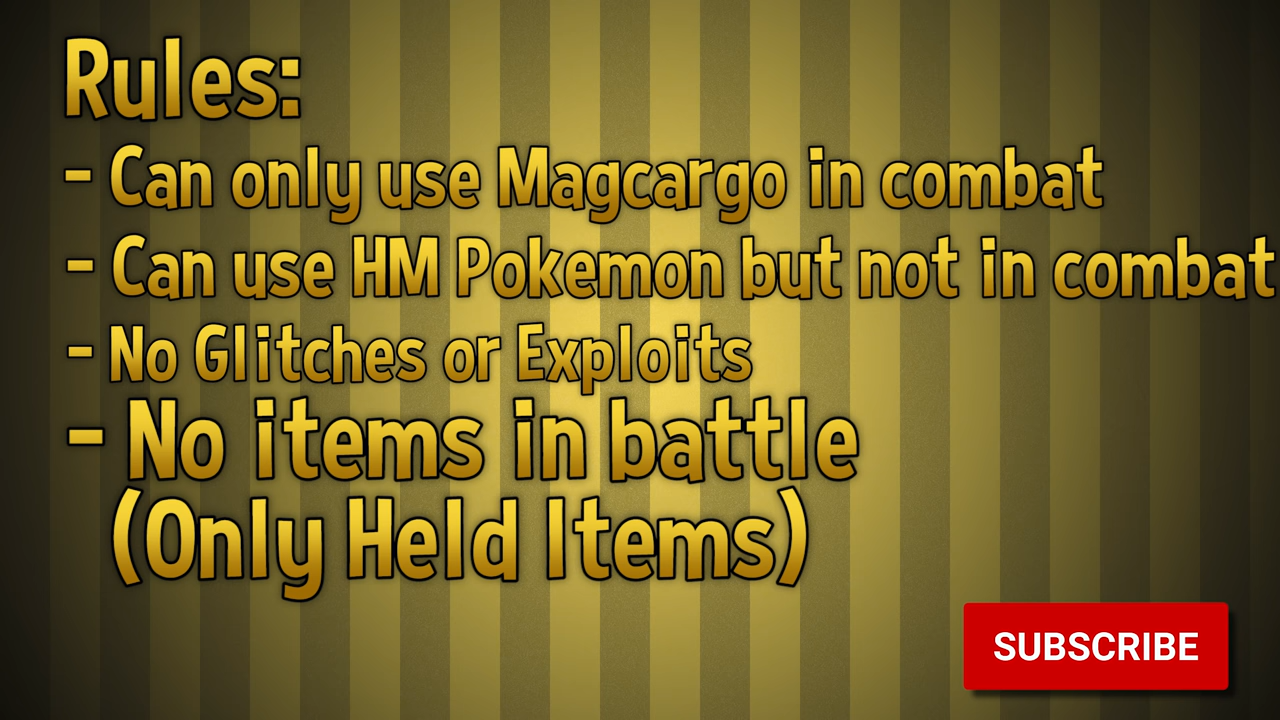 Rules:
- Can only use Magcargo in combat
- Can use HM Pokemon but not in combat
- No Glitches or Exploits
- No items in battle
(Only Held Items)
SUBSCRIBE